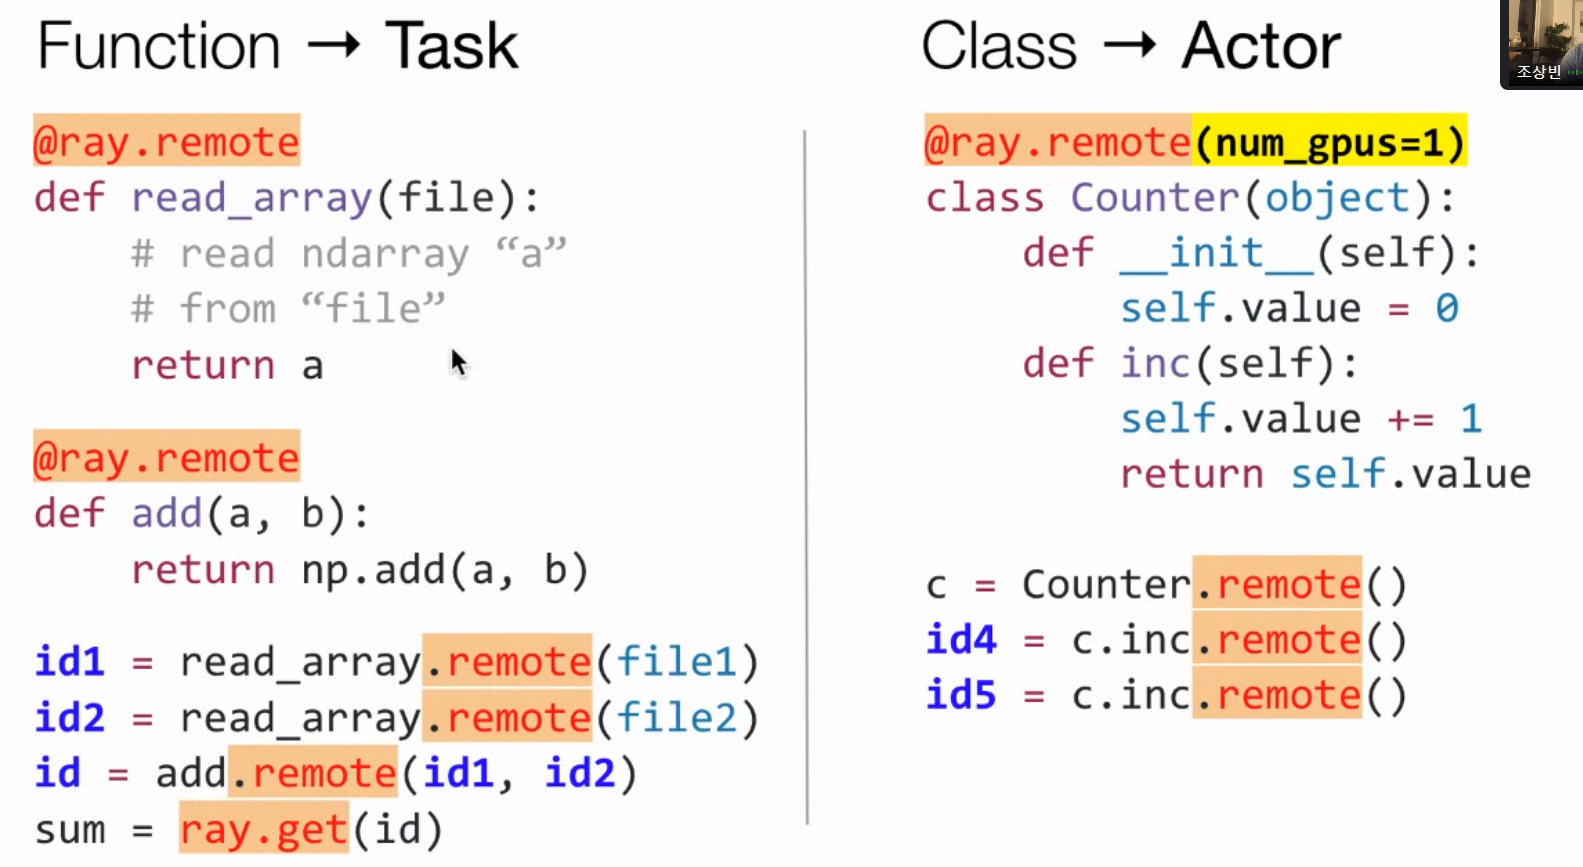 Function → Task
@ray.remote
def read_array(file):
    # read ndarray “a”
    # from “file”
    return a
@ray.remote
def add(a, b):
    return np.add(a, b)
id1 = read_array.remote(file1)
id2 = read_array.remote(file2)
id = add.remote(id1, id2)
sum = ray.get(id)
Class → Actor
@ray.remote(num_gpus=1)
class Counter(object):
    def __init__(self):
        self.value = 0
    def inc(self):
        self.value += 1
        return self.value
c = Counter.remote()
id4 = c.inc.remote()
id5 = c.inc.remote()
조상빈